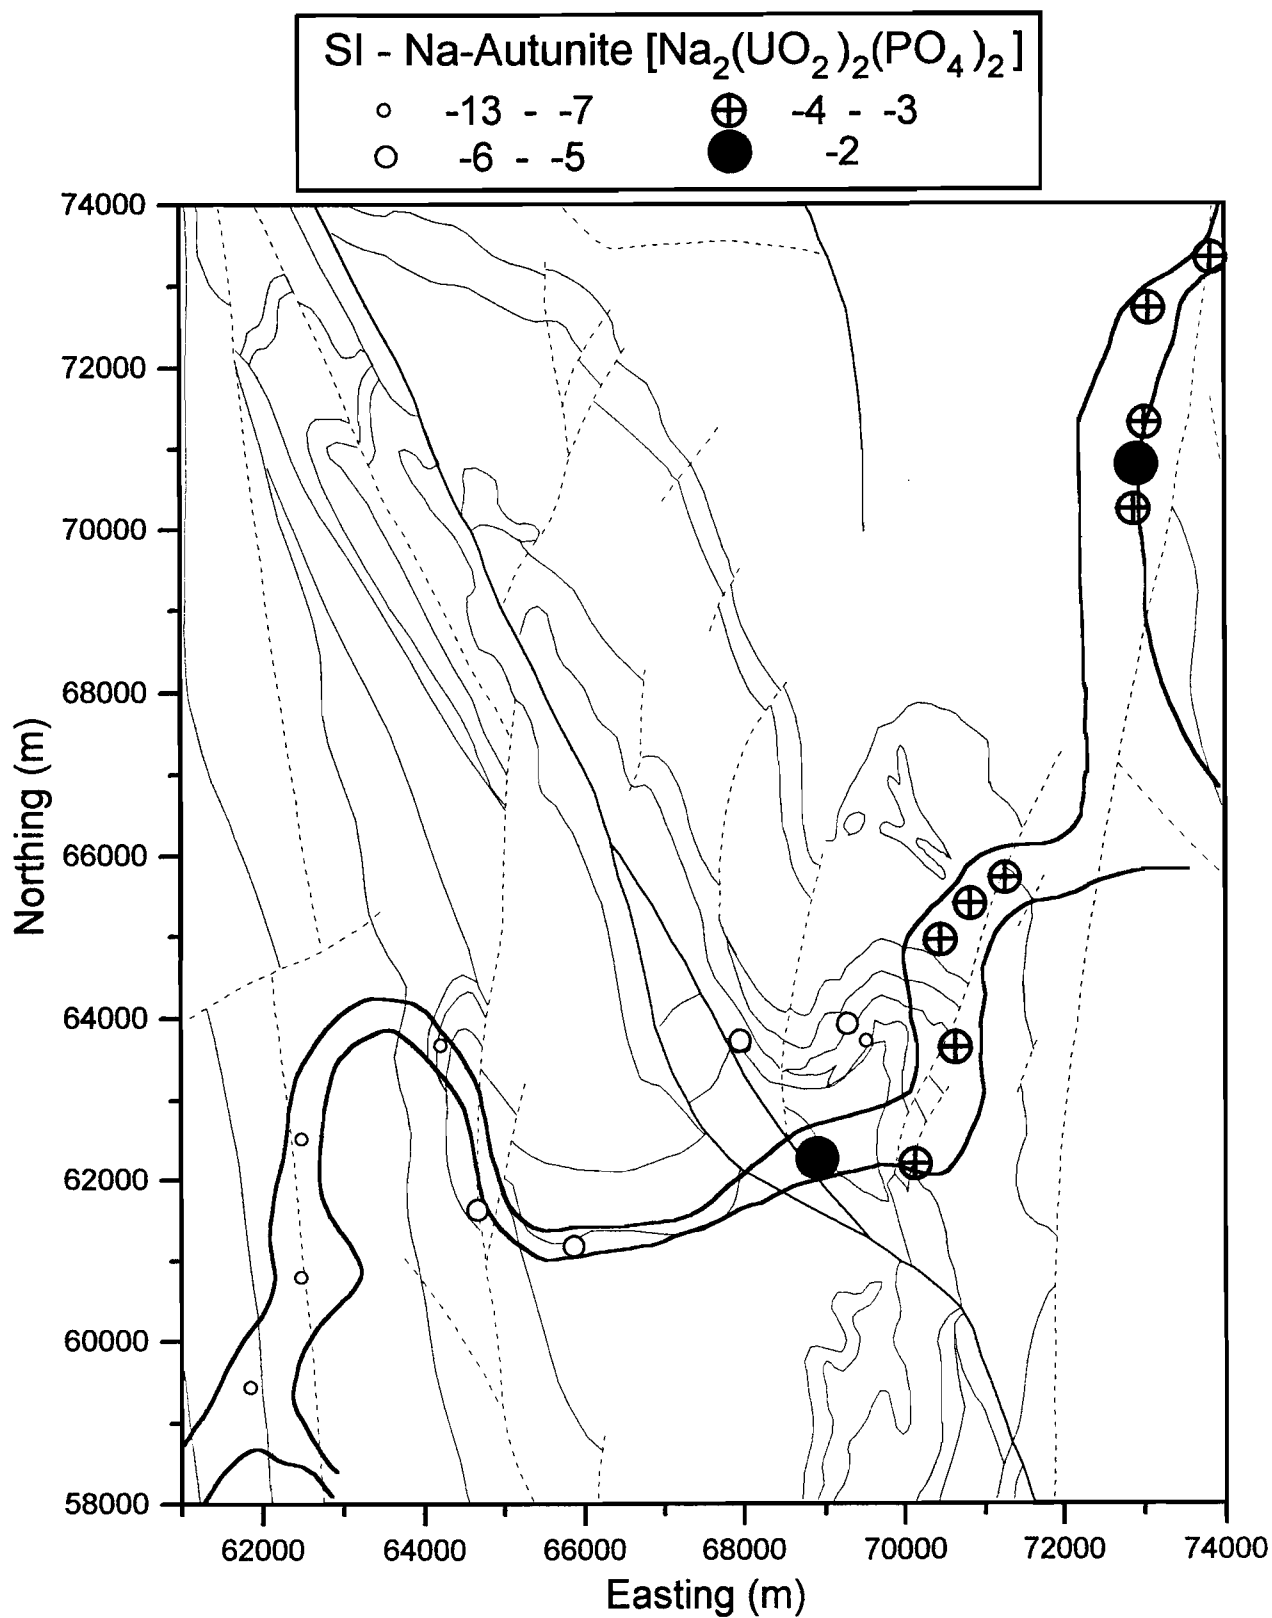 SI - Na-Autunite [Na₂(UO₂)₂(PO₄)₂]
-13 - -7 -4 - -3
-6 - -5 -2
74000
72000
70000
68000
66000
64000
62000
60000
58000
Northing (m)
62000 64000 66000 68000 70000 72000 74000
Easting (m)